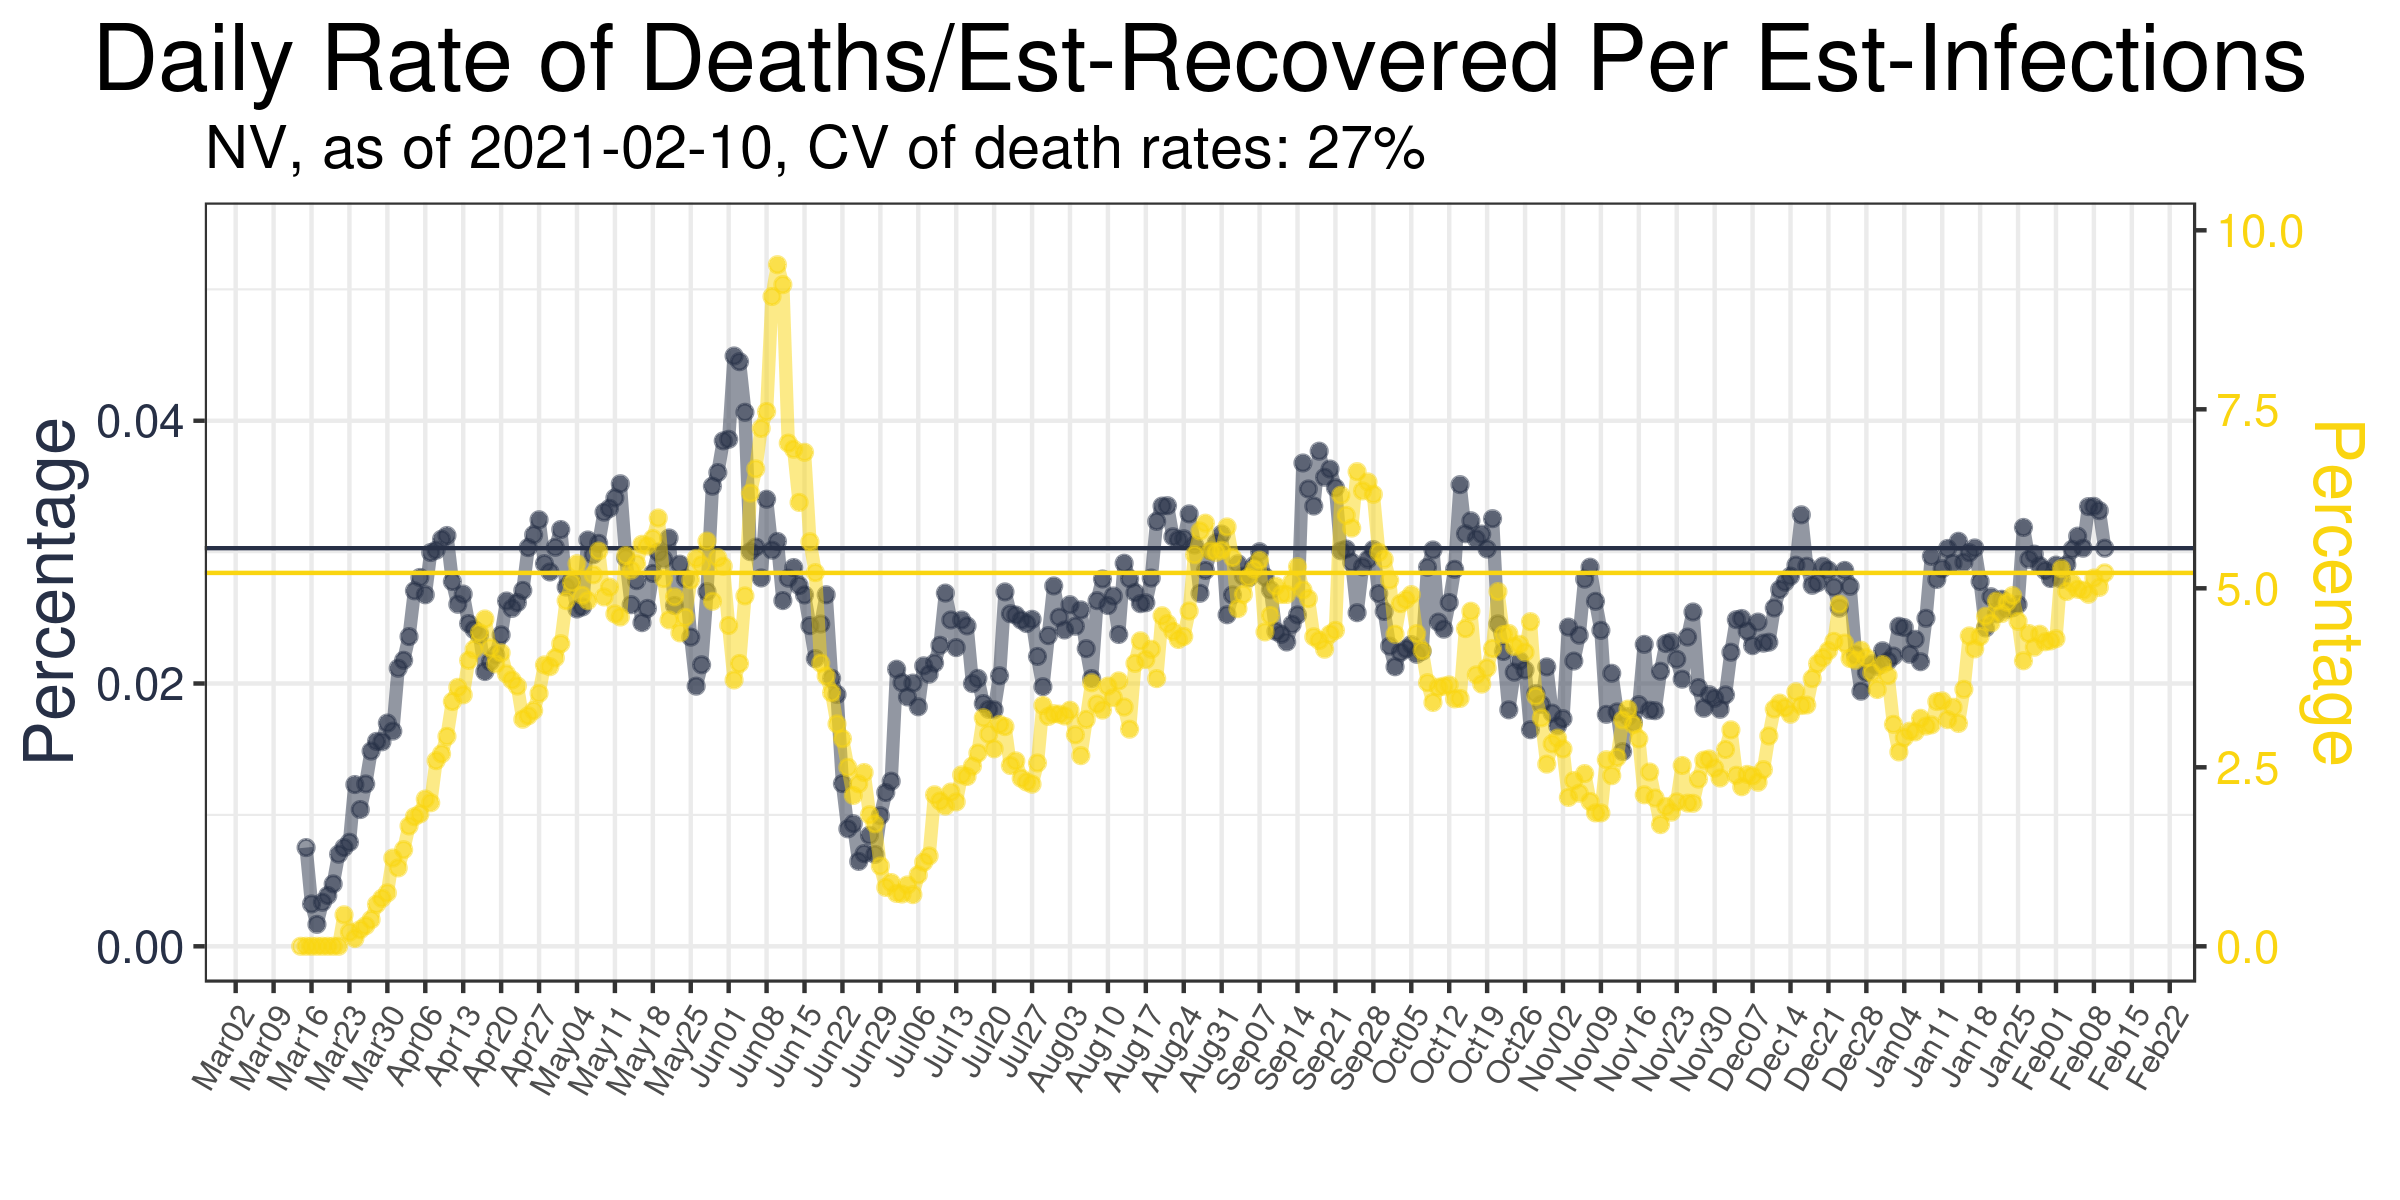 Daily Rate of Deaths/Est-Recovered Per Est-Infections
NV, as of 2021-02-10, CV of death rates: 27%
Percentage
0.04
0.02
0.00
10.0
7.5
5.0
2.5
0.0
Percentage
Mar02
Mar09
Mar16
Mar23
Mar30
Apr06
Apr13
Apr20
Apr27
May04
May11
May18
May25
Jun01
Jun08
Jun15
Jun22
Jun29
Jul06
Jul13
Jul20
Jul27
Aug03
Aug10
Aug17
Aug24
Aug31
Sep07
Sep14
Sep21
Sep28
Oct05
Oct12
Oct19
Oct26
Nov02
Nov09
Nov16
Nov23
Nov30
Dec07
Dec14
Dec21
Dec28
Jan04
Jan11
Jan18
Jan25
Feb01
Feb08
Feb15
Feb22